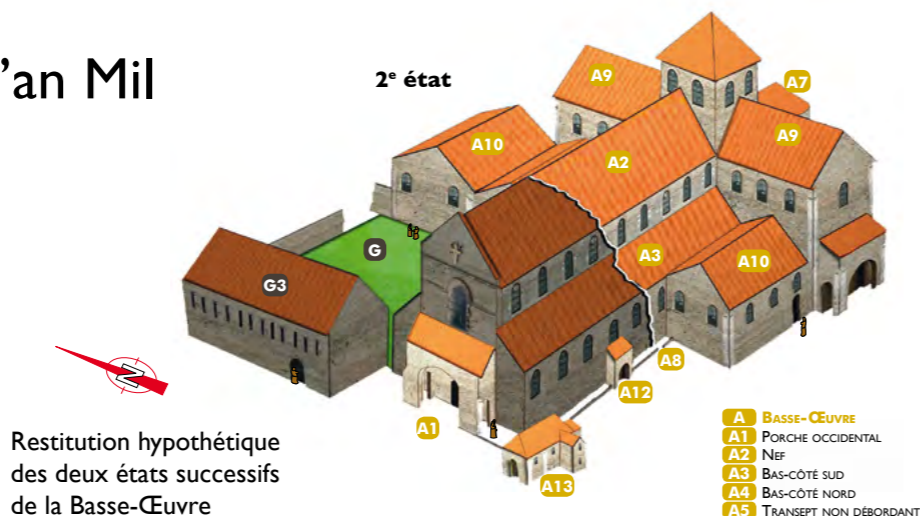 'an Mil
2e état
A9
A7
A10
A2
A9
G
G3
A3
A10
N
A8
A12
A1
A13
Restitution hypothétique
des deux états successifs
de la Basse-Œuvre
A Basse-Œuvre
A1 Porche occidental
A2 Nef
A3 Bas-côté sud
A4 Bas-côté nord
A5 Transept non débordant